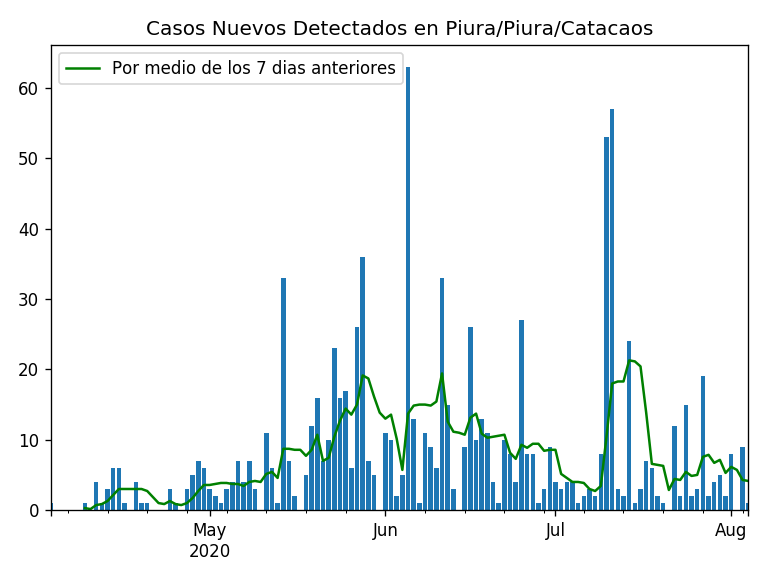 Casos Nuevos Detectados en Piura/Piura/Catacaos
Por medio de los 7 dias anteriores
60
50
40
30
20
10
0
May
2020
Jun
Jul
Aug